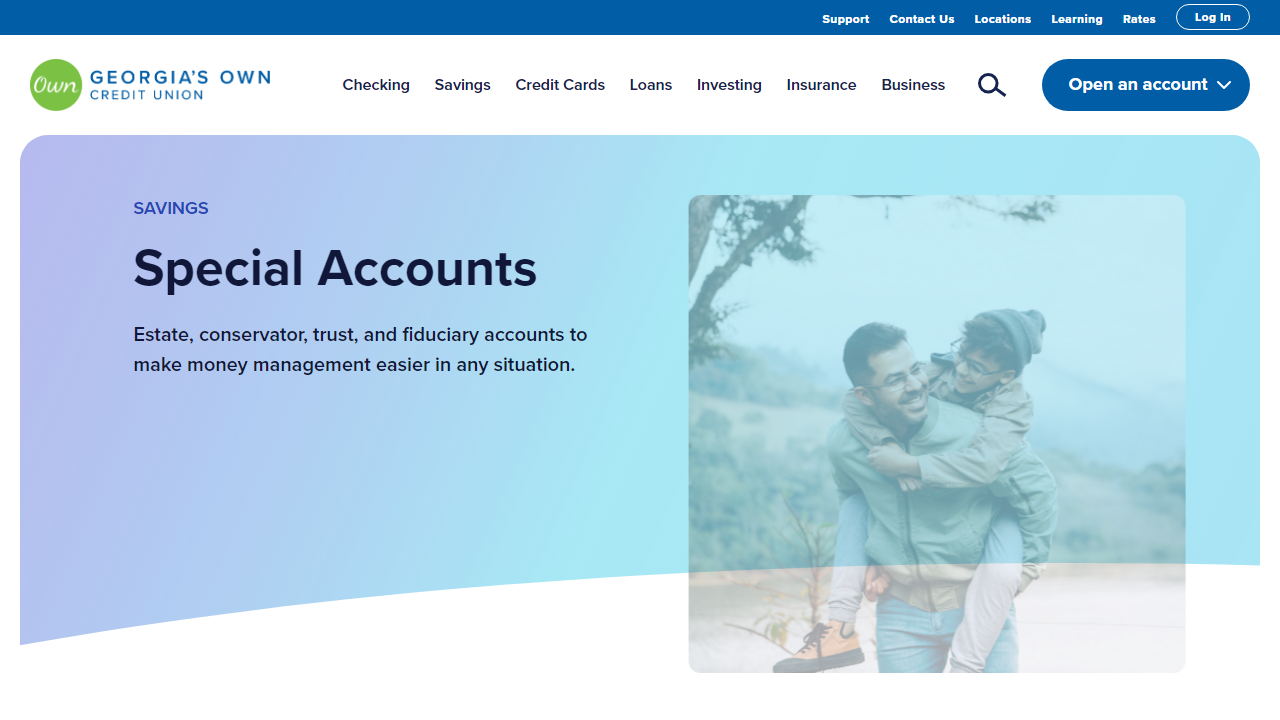 Support Contact Us Locations Learning Rates Log In
Own GEORGIA'S OWN
CREDIT UNION
Checking Savings Credit Cards Loans Investing Insurance Business Open an account
SAVINGS
Special Accounts
Estate, conservator, trust, and fiduciary accounts to
make money management easier in any situation.